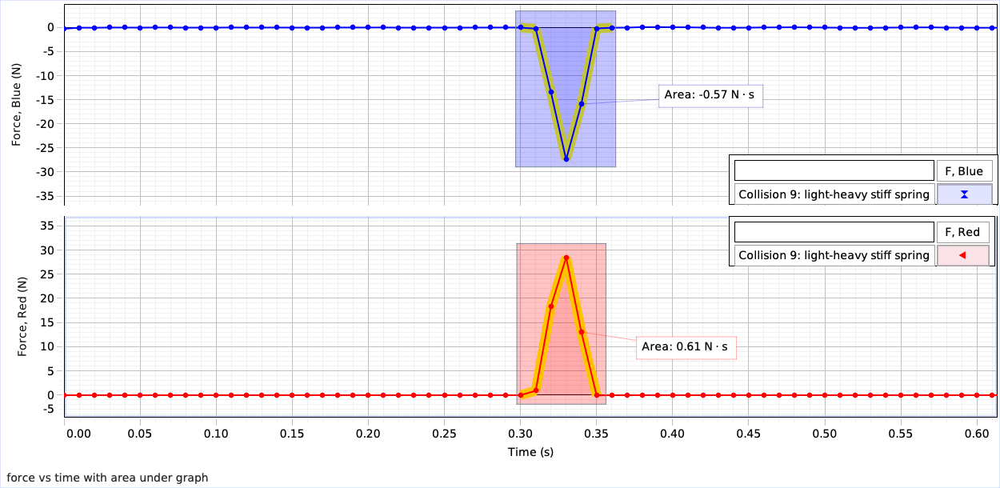 Force, Blue (N)
0
-5
-10
-15
-20
-25
-30
-35
Area: -0.57 N · s
F, Blue
Collision 9: light-heavy stiff spring
Force, Red (N)
35
30
25
20
15
10
5
0
-5
F, Red
Collision 9: light-heavy stiff spring
Area: 0.61 N · s
0.00 0.05 0.10 0.15 0.20 0.25 0.30 0.35 0.40 0.45 0.50 0.55 0.60
Time (s)
force vs time with area under graph